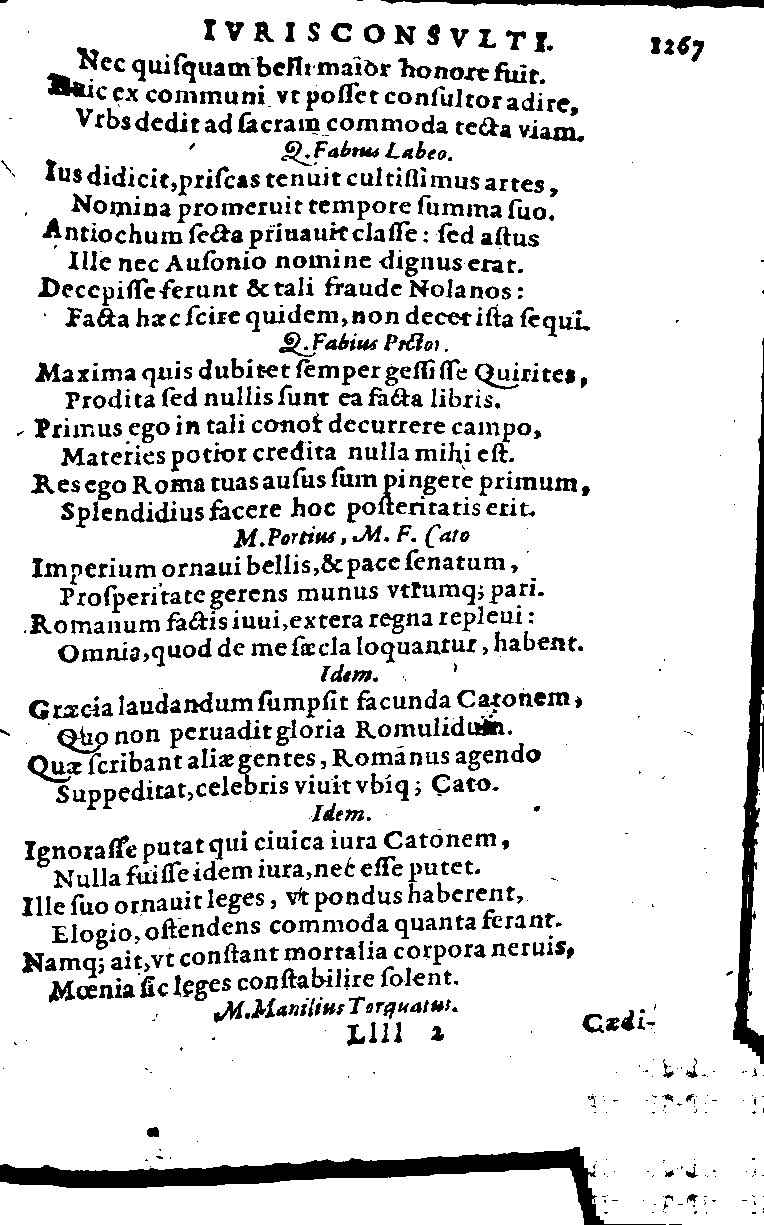 IVRISCONSVLTI. 1267
Nec quiſquam belli maior honore fuit.
Huic ex communi vt poſſet conſultor adire,
Vrbs dedit ad ſacram commoda tecta viam.
Q. Fabius Labeo.
Ius didicit, priſcas tenuit cultiſſimus artes,
Nomina promeruit tempore ſumma ſuo.
Antiochum ſecta priuauit claſſe: ſed aſtus
Ille nec Auſonio nomine dignus erat.
Decepiſſe ferunt & tali fraude Nolanos:
Facta hæc ſcire quidem, non decet iſta ſequi.
Q. Fabius Pictor.
Maxima quis dubitet ſemper geſſiſſe Quirites,
Prodita ſed nullis ſunt ea facta libris.
Primus ego in tali conor decurrere campo,
Materies potior credita nulla mihi eſt.
Res ego Roma tuas auſus ſum pingere primum,
Splendidius facere hoc poſteritatis erit.
M. Portius, M. F. Cato
Imperium ornaui bellis, & pace ſenatum,
Proſperitate gerens munus vtrumq; pari.
Romanum factis iuui, extera regna repleui:
Omnia, quod de me ſæcla loquantur, habent.
Idem.
Græcia laudandum ſumpſit facunda Catonem,
Quo non peruadit gloria Romulidum.
Quæ ſcribant aliæ gentes, Romanus agendo
Suppeditat, celebris viuit vbiq; Cato.
Idem.
Ignoraſſe putat qui ciuica iura Catonem,
Nulla fuiſſe idem iura, nec eſſe putet.
Ille ſuo ornauit leges, vt pondus haberent,
Elogio, oſtendens commoda quanta ferant.
Namq; ait, vt conſtant mortalia corpora neruis,
Mœnia ſic leges conſtabilire ſolent.
M. Manilius Torquatus.
Llll 2 Cædi-